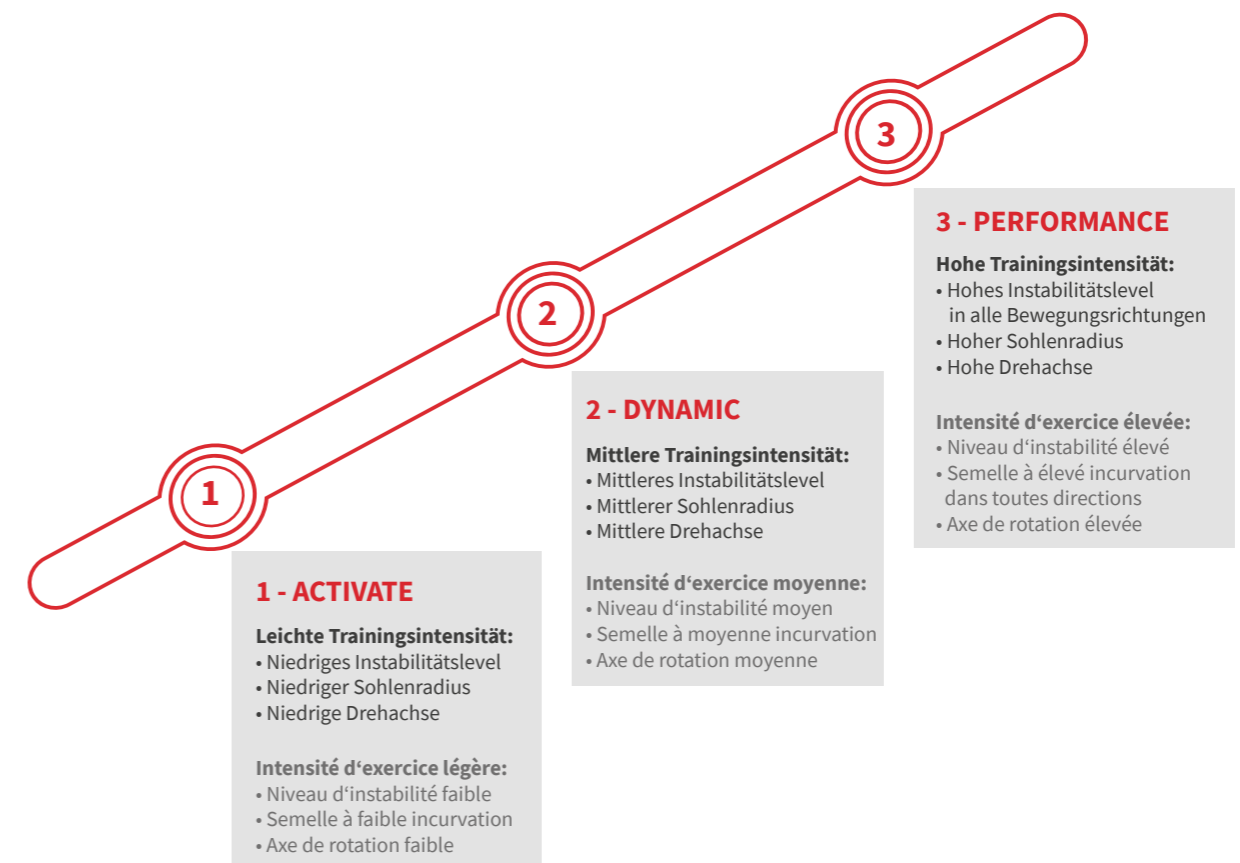 3
3 - PERFORMANCE
Hohe Trainingsintensität:
• Hohes Instabilitätslevel
in alle Bewegungsrichtungen
• Hoher Sohlenradius
• Hohe Drehachse
Intensité d‘exercice élevée:
• Niveau d‘instabilité élevé
• Semelle à élevé incurvation
dans toutes directions
• Axe de rotation élevée
2
2 - DYNAMIC
Mittlere Trainingsintensität:
• Mittleres Instabilitätslevel
• Mittlerer Sohlenradius
• Mittlere Drehachse
Intensité d‘exercice moyenne:
• Niveau d‘instabilité moyen
• Semelle à moyenne incurvation
• Axe de rotation moyenne
1
1 - ACTIVATE
Leichte Trainingsintensität:
• Niedriges Instabilitätslevel
• Niedriger Sohlenradius
• Niedrige Drehachse
Intensité d‘exercice légère:
• Niveau d‘instabilité faible
• Semelle à faible incurvation
• Axe de rotation faible